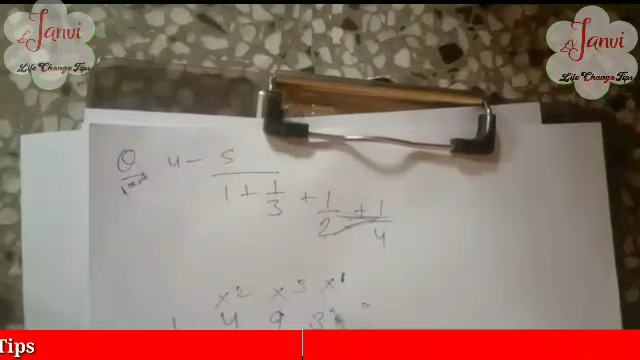 Janvi
Life Change Tips
Janvi
Life Change Tips
Q 4 - 5
1 + 1/3 + 1/2 + 1/4
x2 x3 x1
1 4 9
Tips